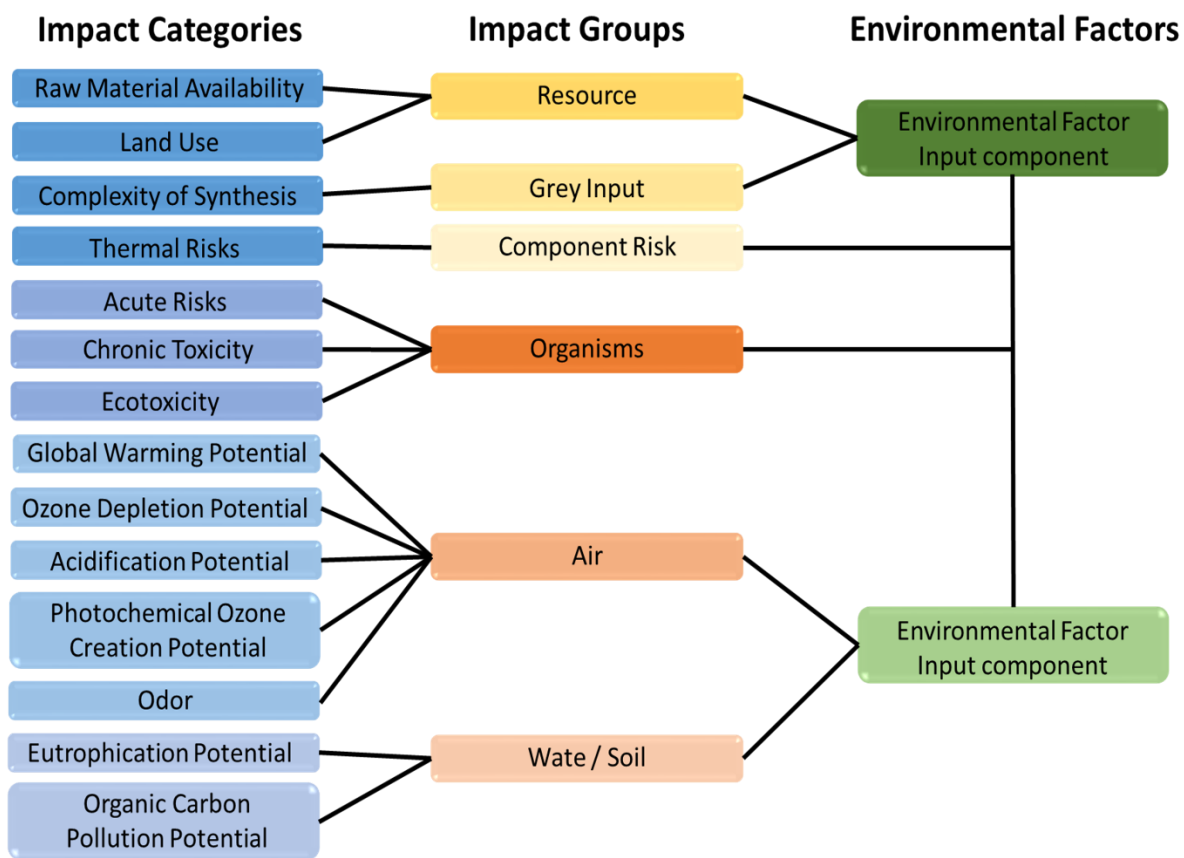 Impact Categories
Impact Groups
Environmental Factors
Raw Material Availability
Land Use
Complexity of Synthesis
Thermal Risks
Acute Risks
Chronic Toxicity
Ecotoxicity
Global Warming Potential
Ozone Depletion Potential
Acidification Potential
Photochemical Ozone
Creation Potential
Odor
Eutrophication Potential
Organic Carbon
Pollution Potential
Resource
Grey Input
Component Risk
Organisms
Air
Wate / Soil
Environmental Factor
Input component
Environmental Factor
Input component